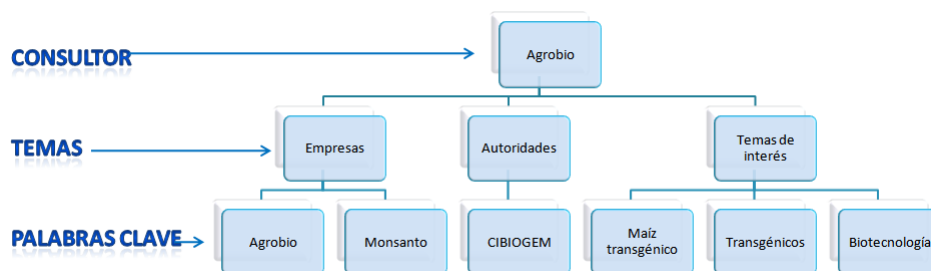 CONSULTOR
Agrobio
TEMAS
Empresas
Autoridades
Temas de
interés
PALABRAS CLAVE
Agrobio
Monsanto
CIBIOGEM
Maíz
transgénico
Transgénicos
Biotecnología